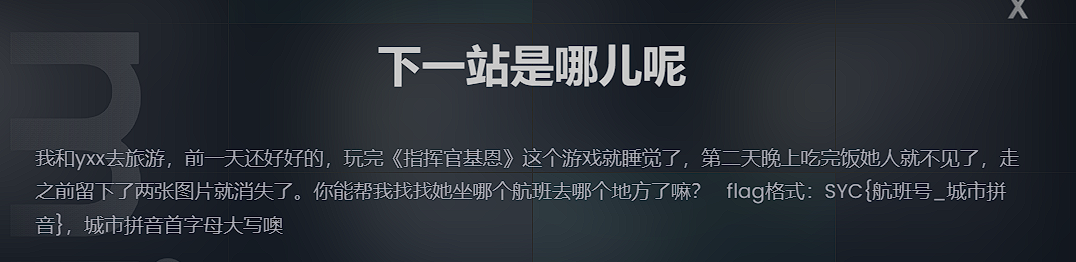 X
下一站是哪儿呢
我和yxx去旅游，前一天还好好的，玩完《指挥官基恩》这个游戏就睡觉了，第二天晚上吃完饭她人就不见了，走
之前留下了两张图片就消失了。你能帮我找找她坐哪个航班去哪个地方了嘛？ flag格式：SYC{航班号_城市拼
音}，城市拼音首字母大写噢